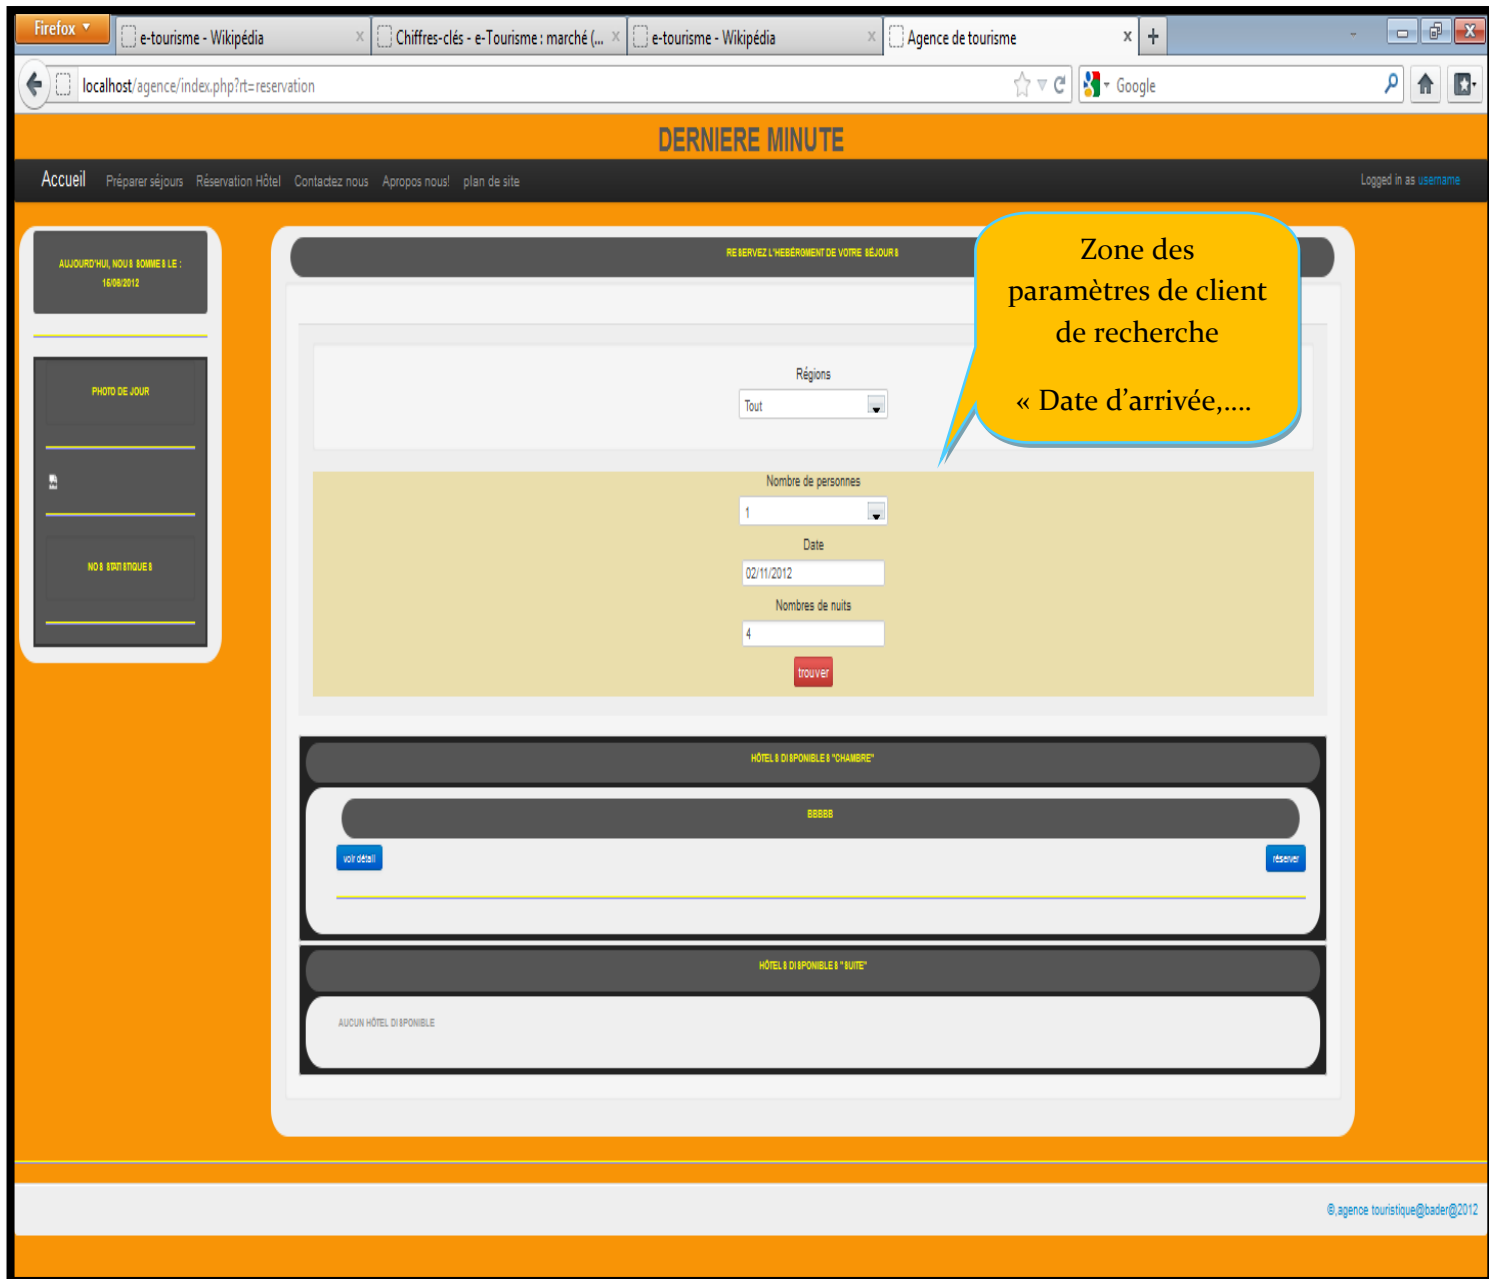 Firefox
e-tourisme - Wikipédia
Chiffres-clés - e-Tourisme : marché (...
e-tourisme - Wikipédia
Agence de tourisme
localhost/agence/index.php?rt=reservation
Google
DERNIERE MINUTE
Accueil Préparer séjours Réservation Hôtel Contactez nous Apropos nous! plan de site
Logged in as username
AUJOURD'HUI, NOUS SOMMES LE :
16/08/2012
PHOTO DE JOUR
NOS STATISTIQUES
RESERVEZ L'HEBERGMENT DE VOTRE SÉJOURS
Zone des
paramètres de client
de recherche
« Date d'arrivée,....
Régions
Tout
Nombre de personnes
1
Date
02/11/2012
Nombres de nuits
4
trouver
HÔTELS DISPONIBLES "CHAMBRE"
BBBBB
voir détail
réserver
HÔTELS DISPONIBLES "SUITE"
AUCUN HÔTEL DISPONIBLE
©,agence touristique@bader@2012